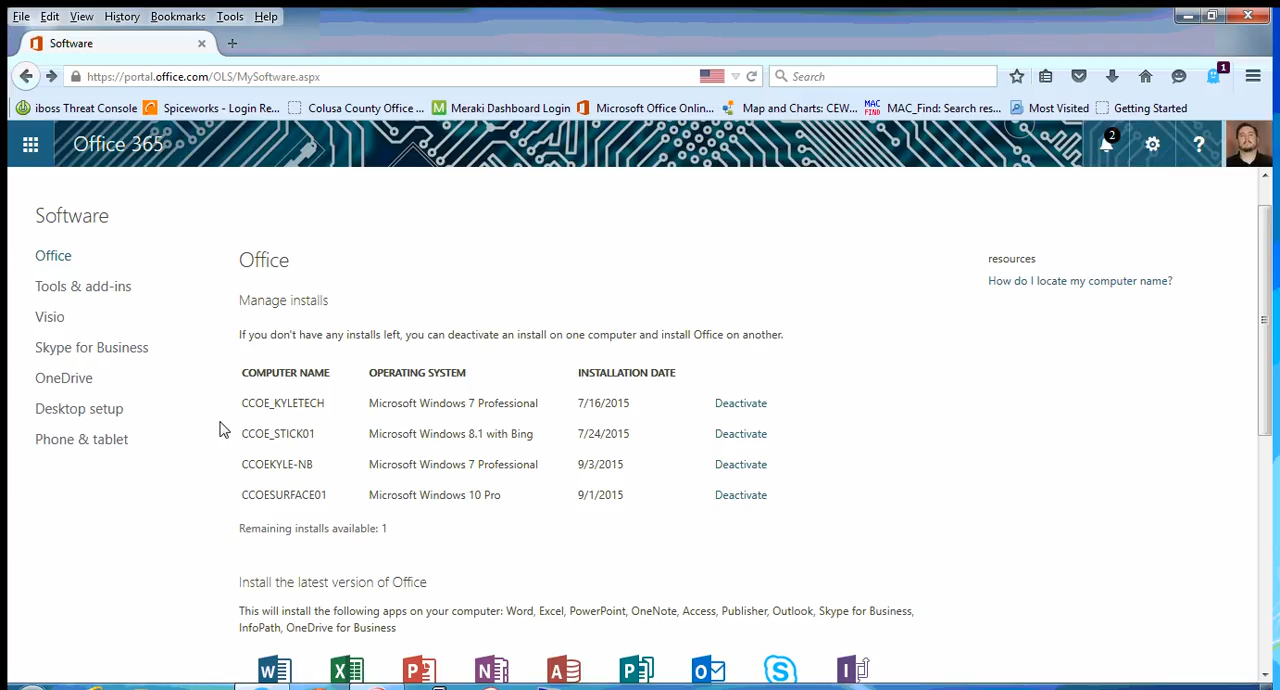 File Edit View History Bookmarks Tools Help
Software
https://portal.office.com/OLS/MySoftware.aspx
Search
1
iboss Threat Console Spiceworks - Login Re... Colusa County Office ... Meraki Dashboard Login Microsoft Office Onlin... Map and Charts: CEW... MAC FIND MAC_Find: Search res... Most Visited Getting Started
Office 365
2
?
Software
Office
Tools & add-ins
Visio
Skype for Business
OneDrive
Desktop setup
Phone & tablet
Office
Manage installs
If you don't have any installs left, you can deactivate an install on one computer and install Office on another.
COMPUTER NAME OPERATING SYSTEM INSTALLATION DATE
CCOE_KYLETECH Microsoft Windows 7 Professional 7/16/2015 Deactivate
CCOE_STICK01 Microsoft Windows 8.1 with Bing 7/24/2015 Deactivate
CCOEKYLE-NB Microsoft Windows 7 Professional 9/3/2015 Deactivate
CCOESURFACE01 Microsoft Windows 10 Pro 9/1/2015 Deactivate
Remaining installs available: 1
Install the latest version of Office
This will install the following apps on your computer: Word, Excel, PowerPoint, OneNote, Access, Publisher, Outlook, Skype for Business,
InfoPath, OneDrive for Business
W X P N A P O S I
resources
How do I locate my computer name?